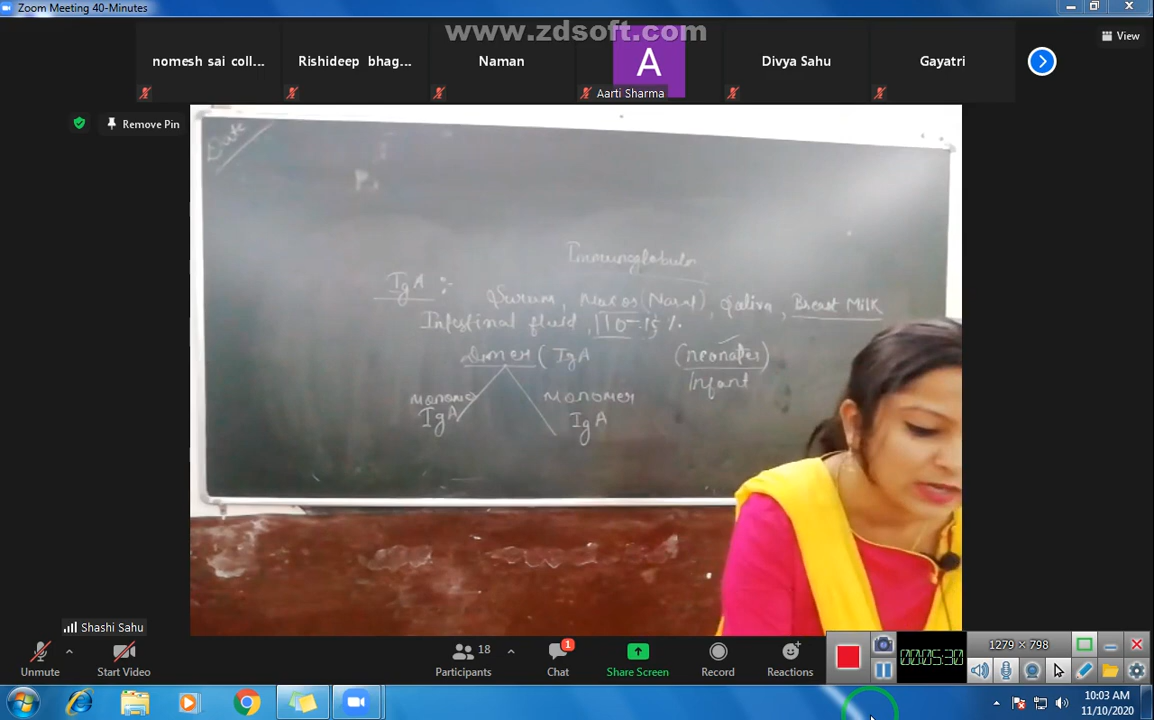 Zoom Meeting 40-Minutes
www.zdsoft.com
View
nomesh sai coll...
Rishideep bhag...
Naman
A
Aarti Sharma
Divya Sahu
Gayatri
Remove Pin
Date
Immunoglobulin
IgA :-
Serum, Nasal), Saliva, Breast Milk
Intestinal fluid, 10-15%.
Dimer (IgA
(neonates)
Infant
monome
Monomer
IgA
IgA
Shashi Sahu
Unmute
Start Video
18
Participants
1
Chat
Share Screen
Record
Reactions
1279 × 798
00:05:30
10:03 AM
11/10/2020